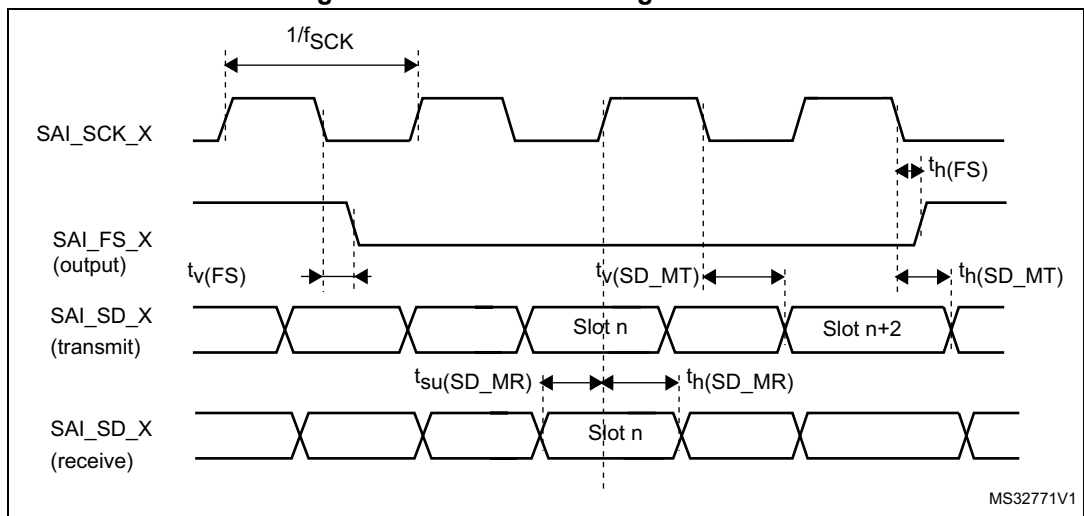 1/fSCK
SAI_SCK_X
th(FS)
SAI_FS_X
(output)
tv(FS)
tv(SD_MT)
th(SD_MT)
SAI_SD_X
(transmit)
Slot n
Slot n+2
tsu(SD_MR)
th(SD_MR)
SAI_SD_X
(receive)
Slot n
MS32771V1